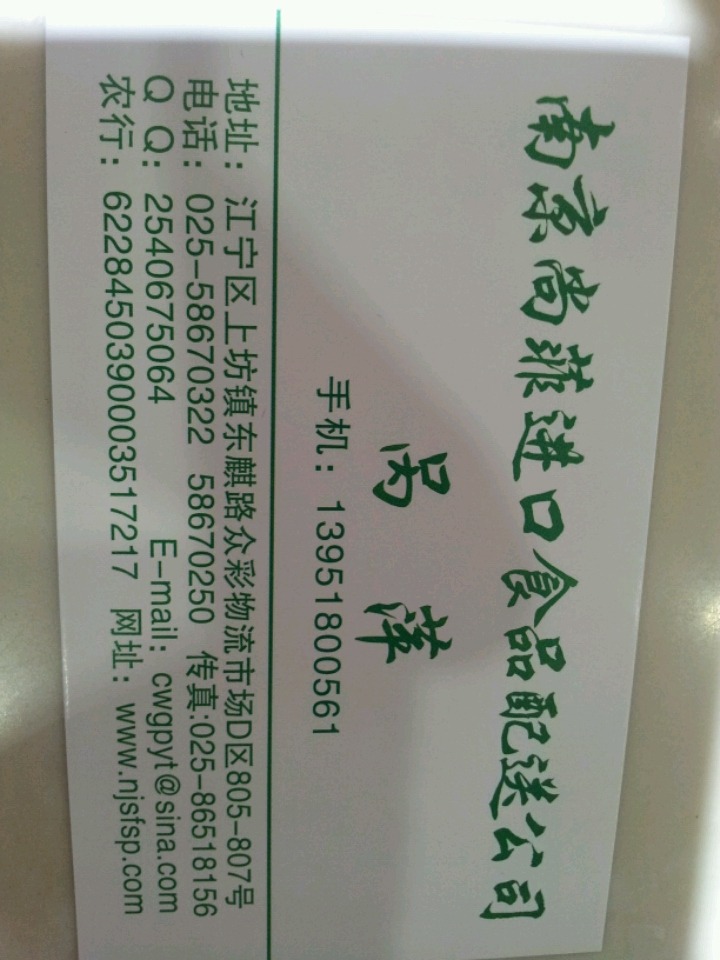 南京尚菲进口食品配送公司
吴萍
手机：13951800561
地址：江宁区上坊镇东麒路众彩物流市场D区805-807号
电话：025-58670322 58670250 传真:025-86518156
Q Q：2540675064 E-mail：cwgpyt@sina.com
农行：6228450390003517217 网址：www.njsfsp.com